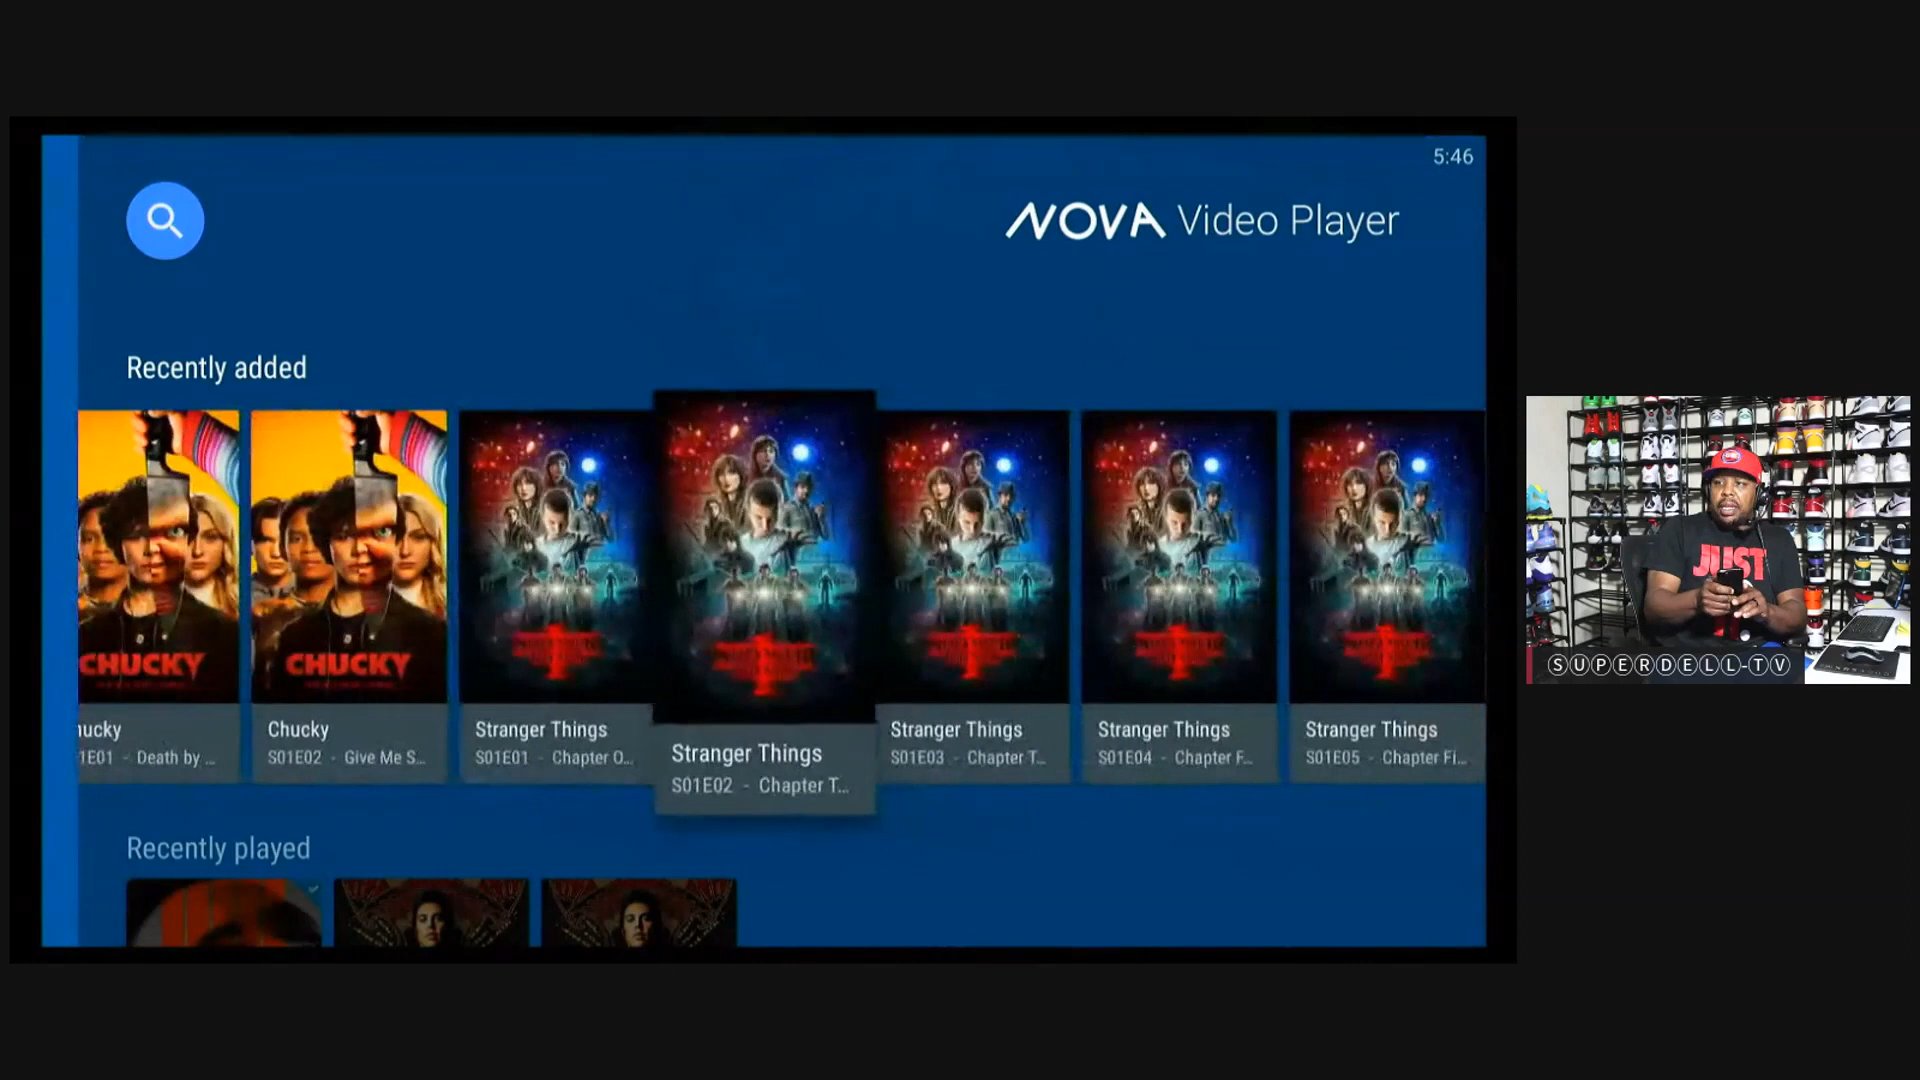 5:46
NOVA Video Player
Recently added
CHUCKY
CHUCKY
hucky
1E01 - Death by ...
Chucky
S01E02 - Give Me S...
Stranger Things
S01E01 - Chapter O...
Stranger Things
S01E02 - Chapter T...
Stranger Things
S01E03 - Chapter T...
Stranger Things
S01E04 - Chapter F...
Stranger Things
S01E05 - Chapter Fi...
Recently played
JUST
SUPERDELL-TV